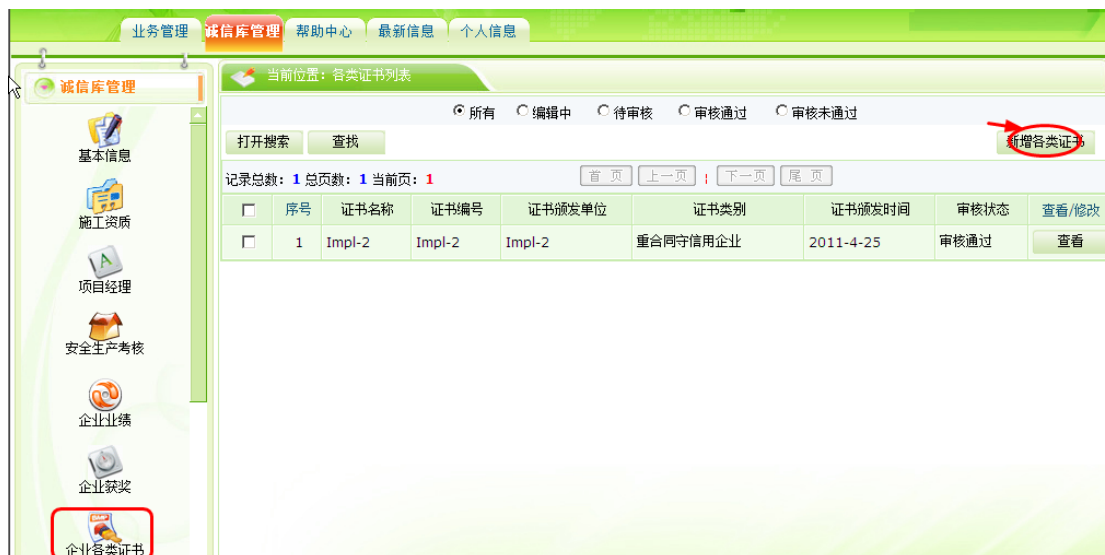 业务管理 诚信库管理 帮助中心 最新信息 个人信息
诚信库管理
当前位置：各类证书列表
所有 编辑中 待审核 审核通过 审核未通过
打开搜索 查找 新增各类证书
记录总数：1 总页数：1 当前页：1 首 页 上一页 下一页 尾 页
序号 证书名称 证书编号 证书颁发单位 证书类别 证书颁发时间 审核状态 查看/修改
1 Impl-2 Impl-2 Impl-2 重合同守信用企业 2011-4-25 审核通过 查看
基本信息
施工资质
项目经理
安全生产考核
企业业绩
企业获奖
企业各类证书